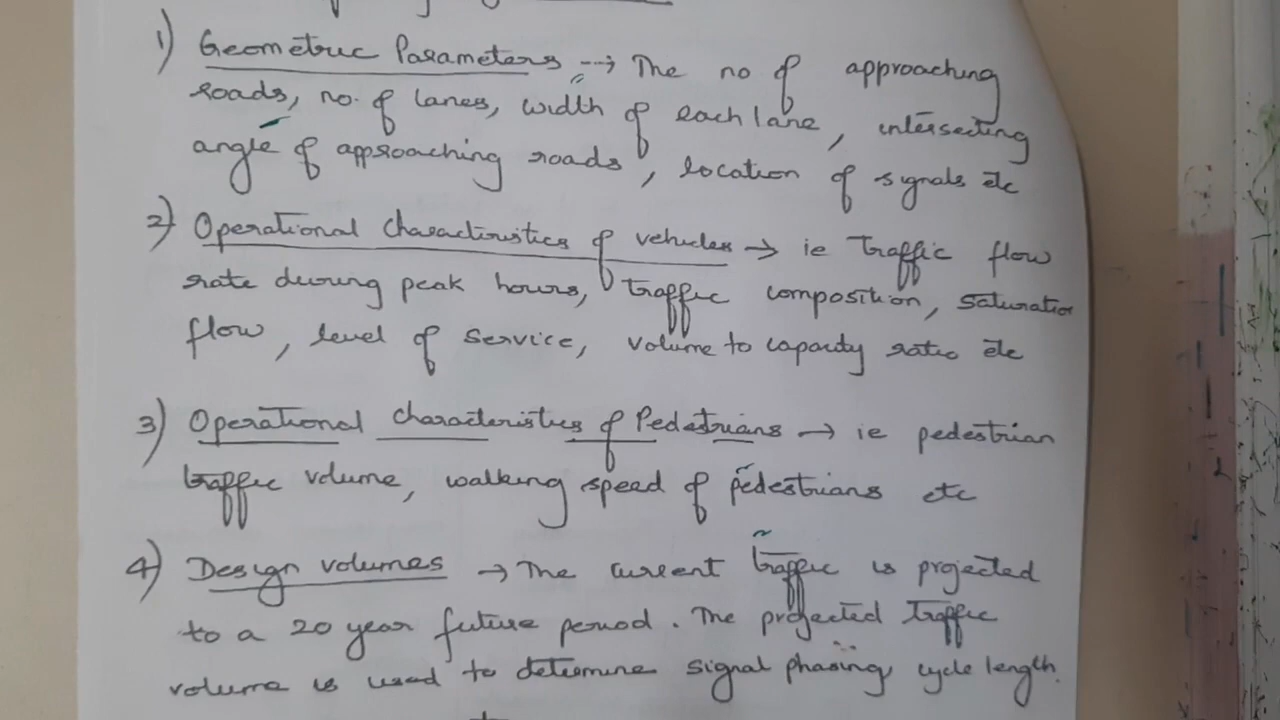 1) Geometric Parameters --> The no of approaching
roads, no. of lanes, width of each lane, intersecting
angle of approaching roads, location of signals etc
2) Operational characteristics of vehicles → ie traffic flow
rate during peak hours, traffic composition, saturation
flow, level of service, volume to capacity ratio etc
3) Operational characteristics of Pedestrians → ie pedestrian
traffic volume, walking speed of pedestrians etc
4) Design volumes → The current traffic is projected
to a 20 year future period. The projected traffic
volume is used to determine signal phasing, cycle length.